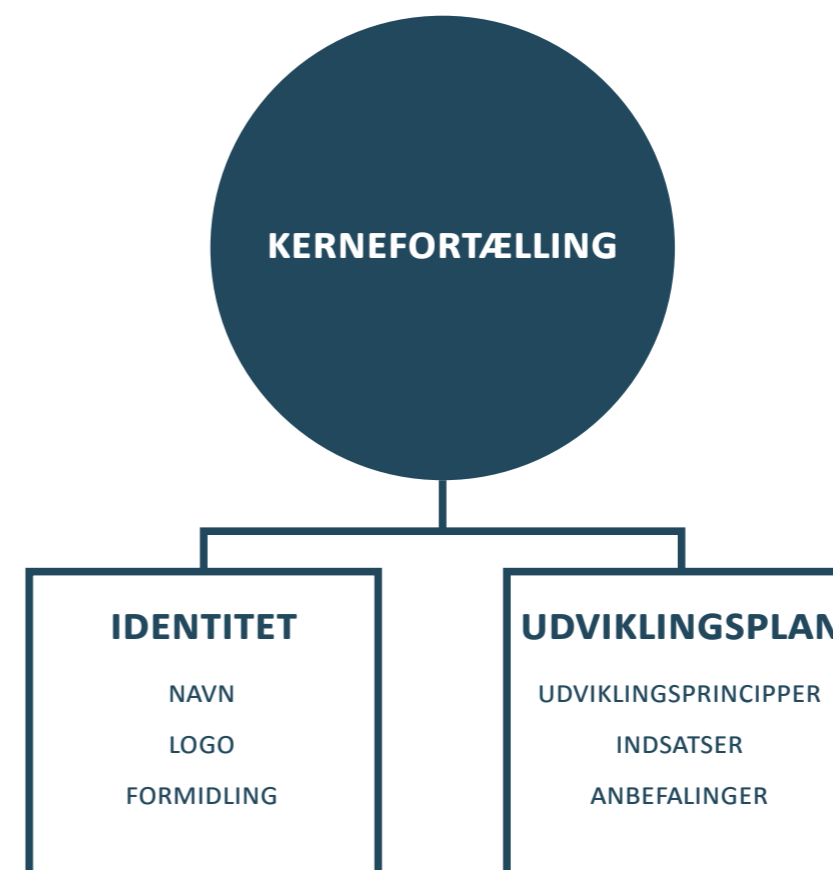 KERNEFORTÆLLING
IDENTITET
NAVN
LOGO
FORMIDLING
UDVIKLINGSPLAN
UDVIKLINGSPRINCIPPER
INDSATSER
ANBEFALINGER